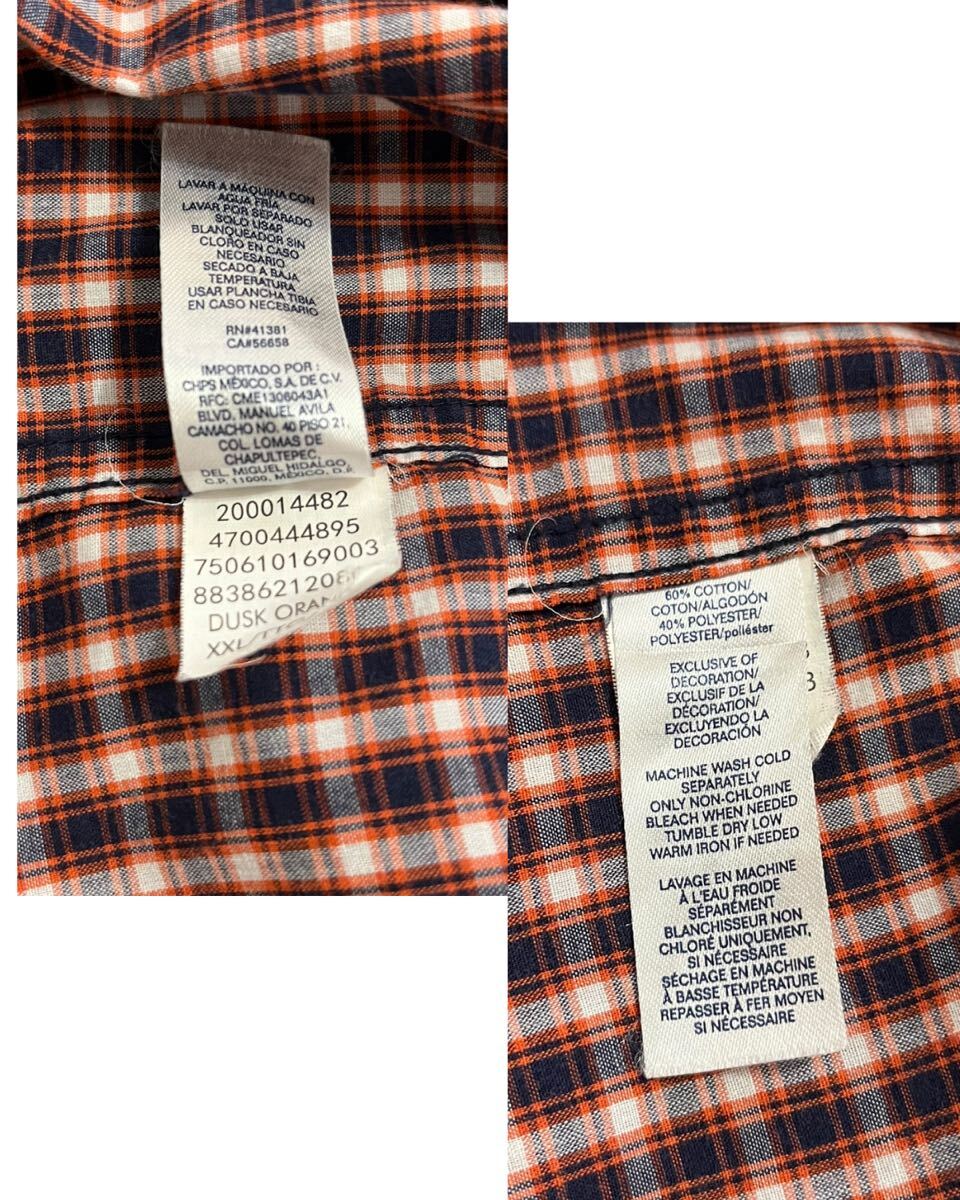 LAVAR A MÁQUINA CON
AGUA FRÍA
LAVAR POR SEPARADO
SOLO USAR
BLANQUEADOR SIN
CLORO EN CASO
NECESARIO
SECADO A BAJA
TEMPERATURA
USAR PLANCHA TIBIA
EN CASO NECESARIO
RN#41381
CA#56658
IMPORTADO POR :
CHPS MÉXICO, S.A. DE C.V.
RFC: CME1306043A1
BLVD. MANUEL AVILA
CAMACHO NO. 40 PISO 21,
COL. LOMAS DE
CHAPULTEPEC,
DEL. MIGUEL HIDALGO,
C.P. 11000, MÉXICO, D.F.
200014482
4700444895
750610169003
8838621206
DUSK
XXL
60% COTTON/
COTON/ALGODÓN
40% POLYESTER/
POLYESTER/poliéster
EXCLUSIVE OF
DECORATION/
EXCLUSIF DE LA
DÉCORATION/
EXCLUYENDO LA
DECORACIÓN
MACHINE WASH COLD
SEPARATELY
ONLY NON-CHLORINE
BLEACH WHEN NEEDED
TUMBLE DRY LOW
WARM IRON IF NEEDED
LAVAGE EN MACHINE
À L'EAU FROIDE
SÉPARÉMENT
BLANCHISSEUR NON
CHLORÉ UNIQUEMENT,
SI NÉCESSAIRE
SÉCHAGE EN MACHINE
À BASSE TEMPÉRATURE
REPASSER À FER MOYEN
SI NÉCESSAIRE